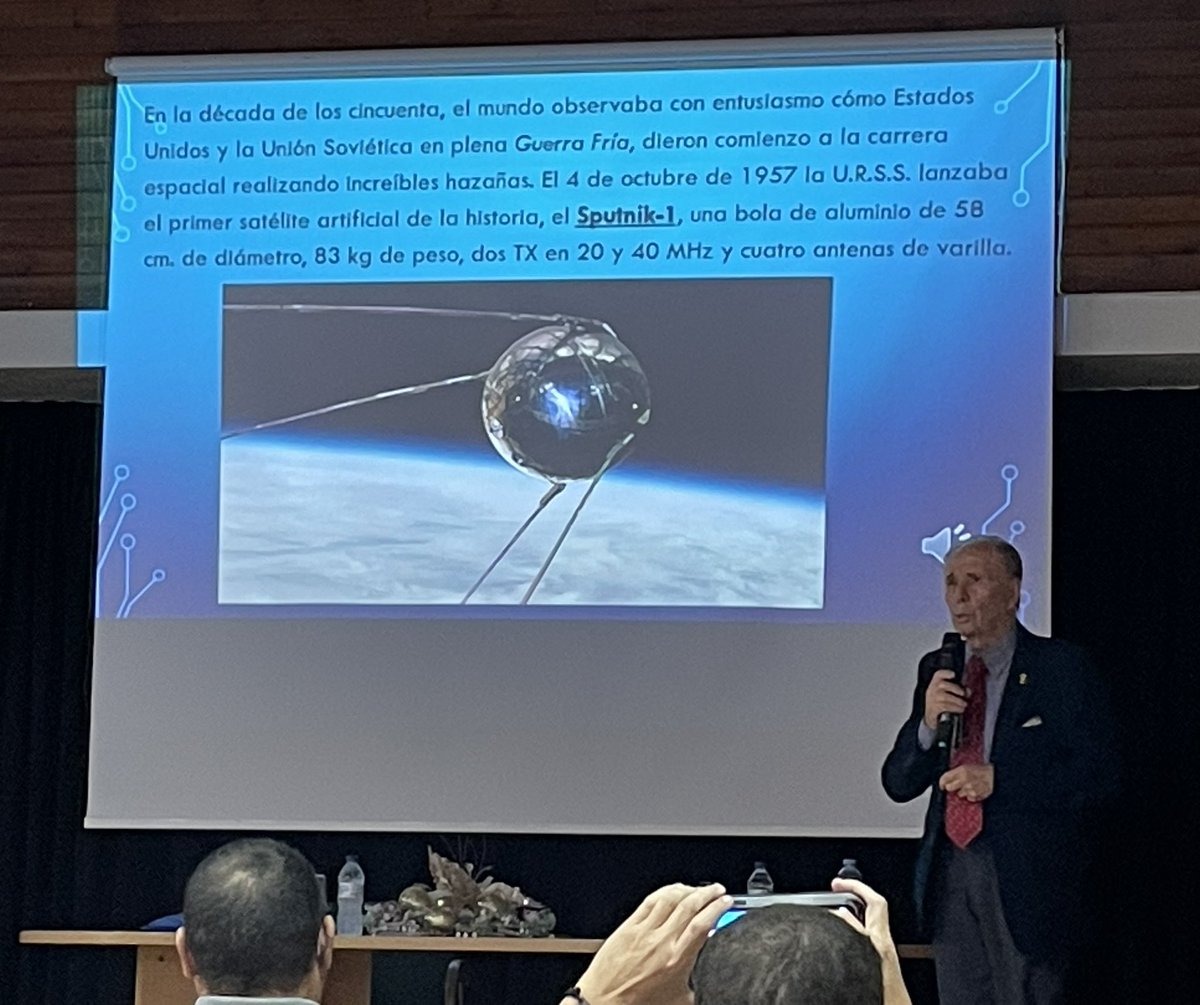 En la década de los cincuenta, el mundo observaba con entusiasmo cómo Estados
Unidos y la Unión Soviética en plena Guerra Fría, dieron comienzo a la carrera
espacial realizando increíbles hazañas. El 4 de octubre de 1957 la U.R.S.S. lanzaba
el primer satélite artificial de la historia, el Sputnik-1, una bola de aluminio de 58
cm. de diámetro, 83 kg de peso, dos TX en 20 y 40 MHz y cuatro antenas de varilla.